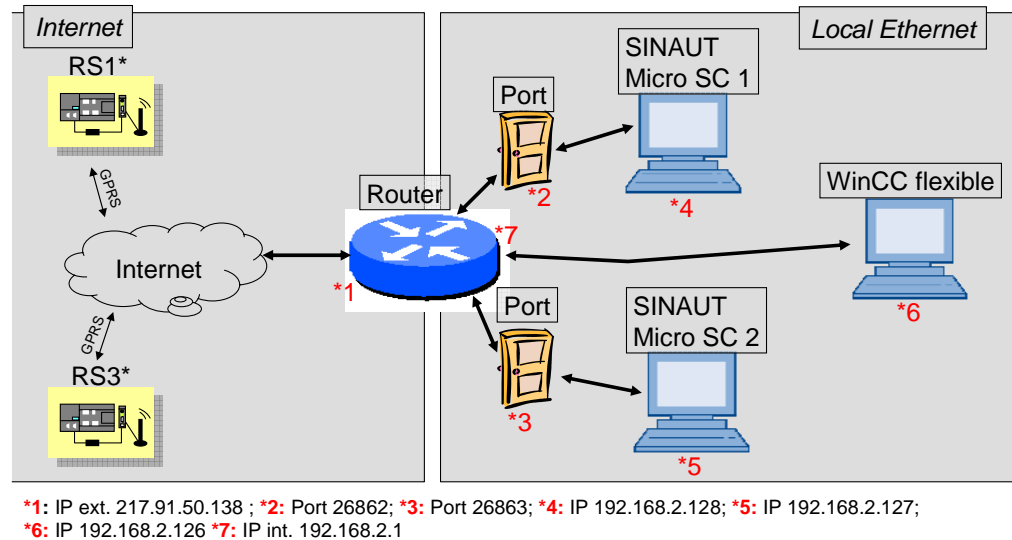 Internet
Local Ethernet
RS1*
SINAUT
Micro SC 1
Port
*2
*4
GPRS
Router
*7
WinCC flexible
Internet
*1
*6
GPRS
Port
SINAUT
Micro SC 2
RS3*
*3
*5
*1: IP ext. 217.91.50.138 ; *2: Port 26862; *3: Port 26863; *4: IP 192.168.2.128; *5: IP 192.168.2.127;
*6: IP 192.168.2.126 *7: IP int. 192.168.2.1